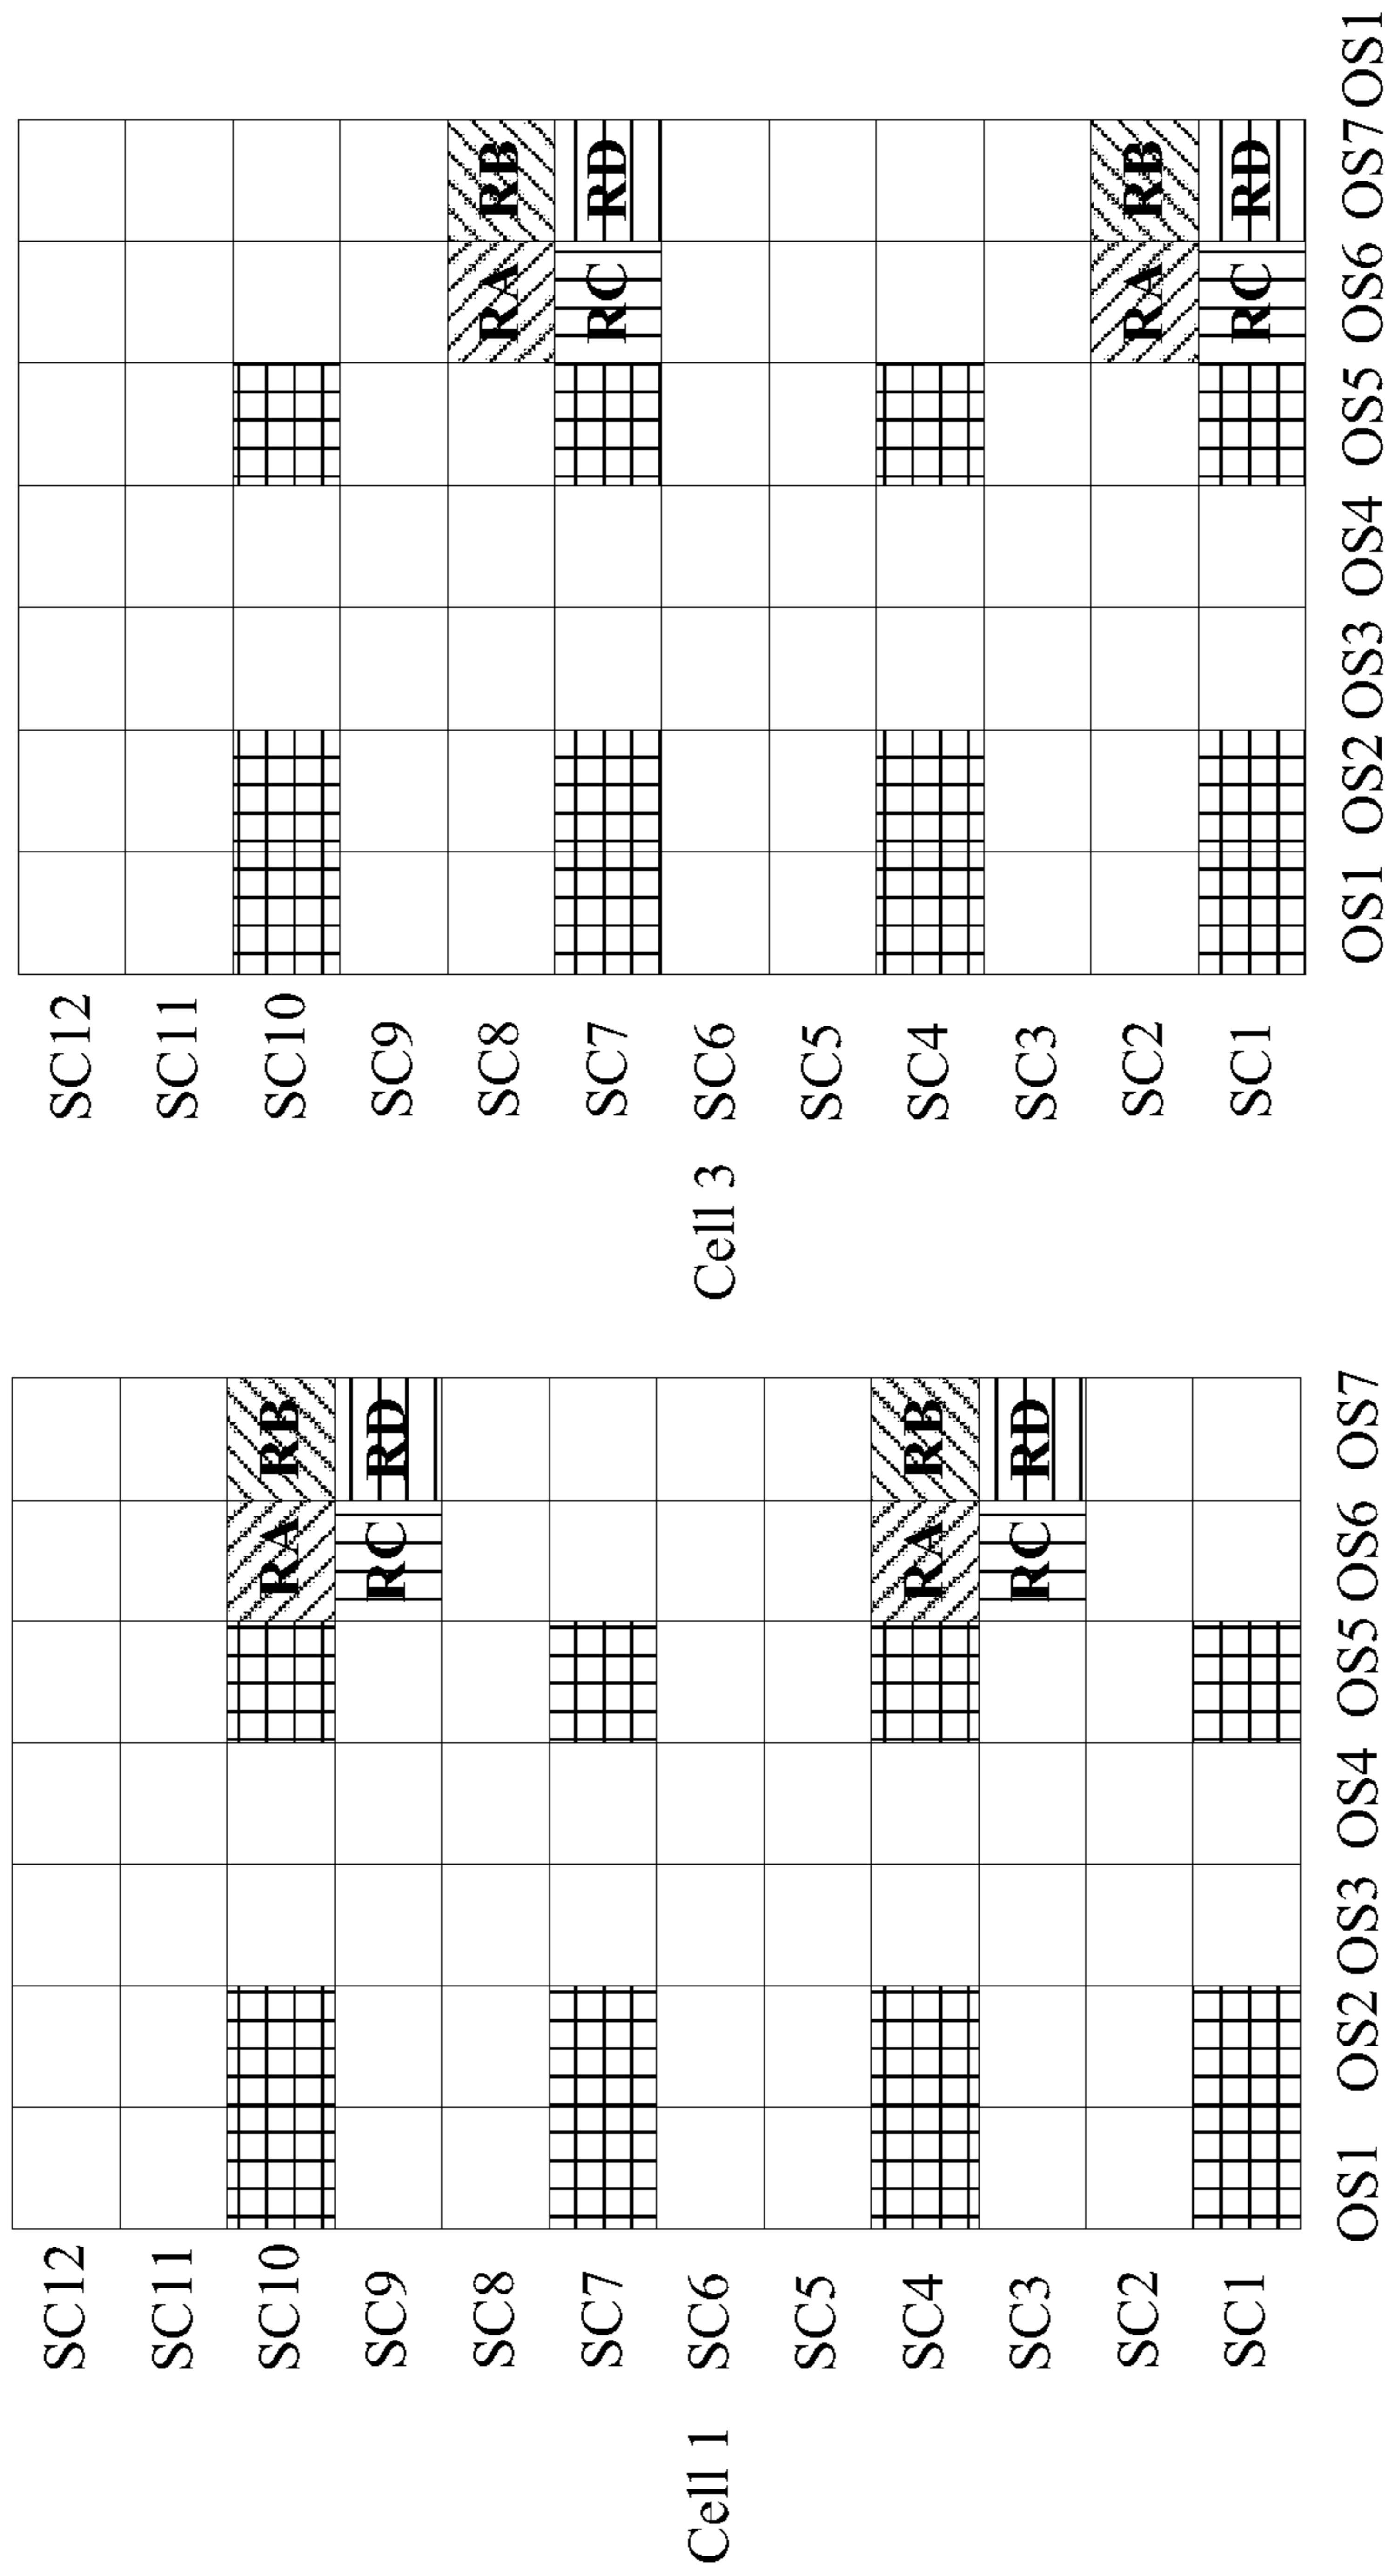 SC12
SC11
SC10 RA RB
SC9 RC RD
SC8
SC7
Cell 1 SC6
SC5
SC4 RA RB
SC3 RC RD
SC2
SC1
OS1 OS2 OS3 OS4 OS5 OS6 OS7
SC12
SC11
SC10
SC9
SC8 RA RB
SC7 RC RD
Cell 3 SC6
SC5
SC4
SC3
SC2 RA RB
SC1 RC RD
OS1 OS2 OS3 OS4 OS5 OS6 OS7 OS1